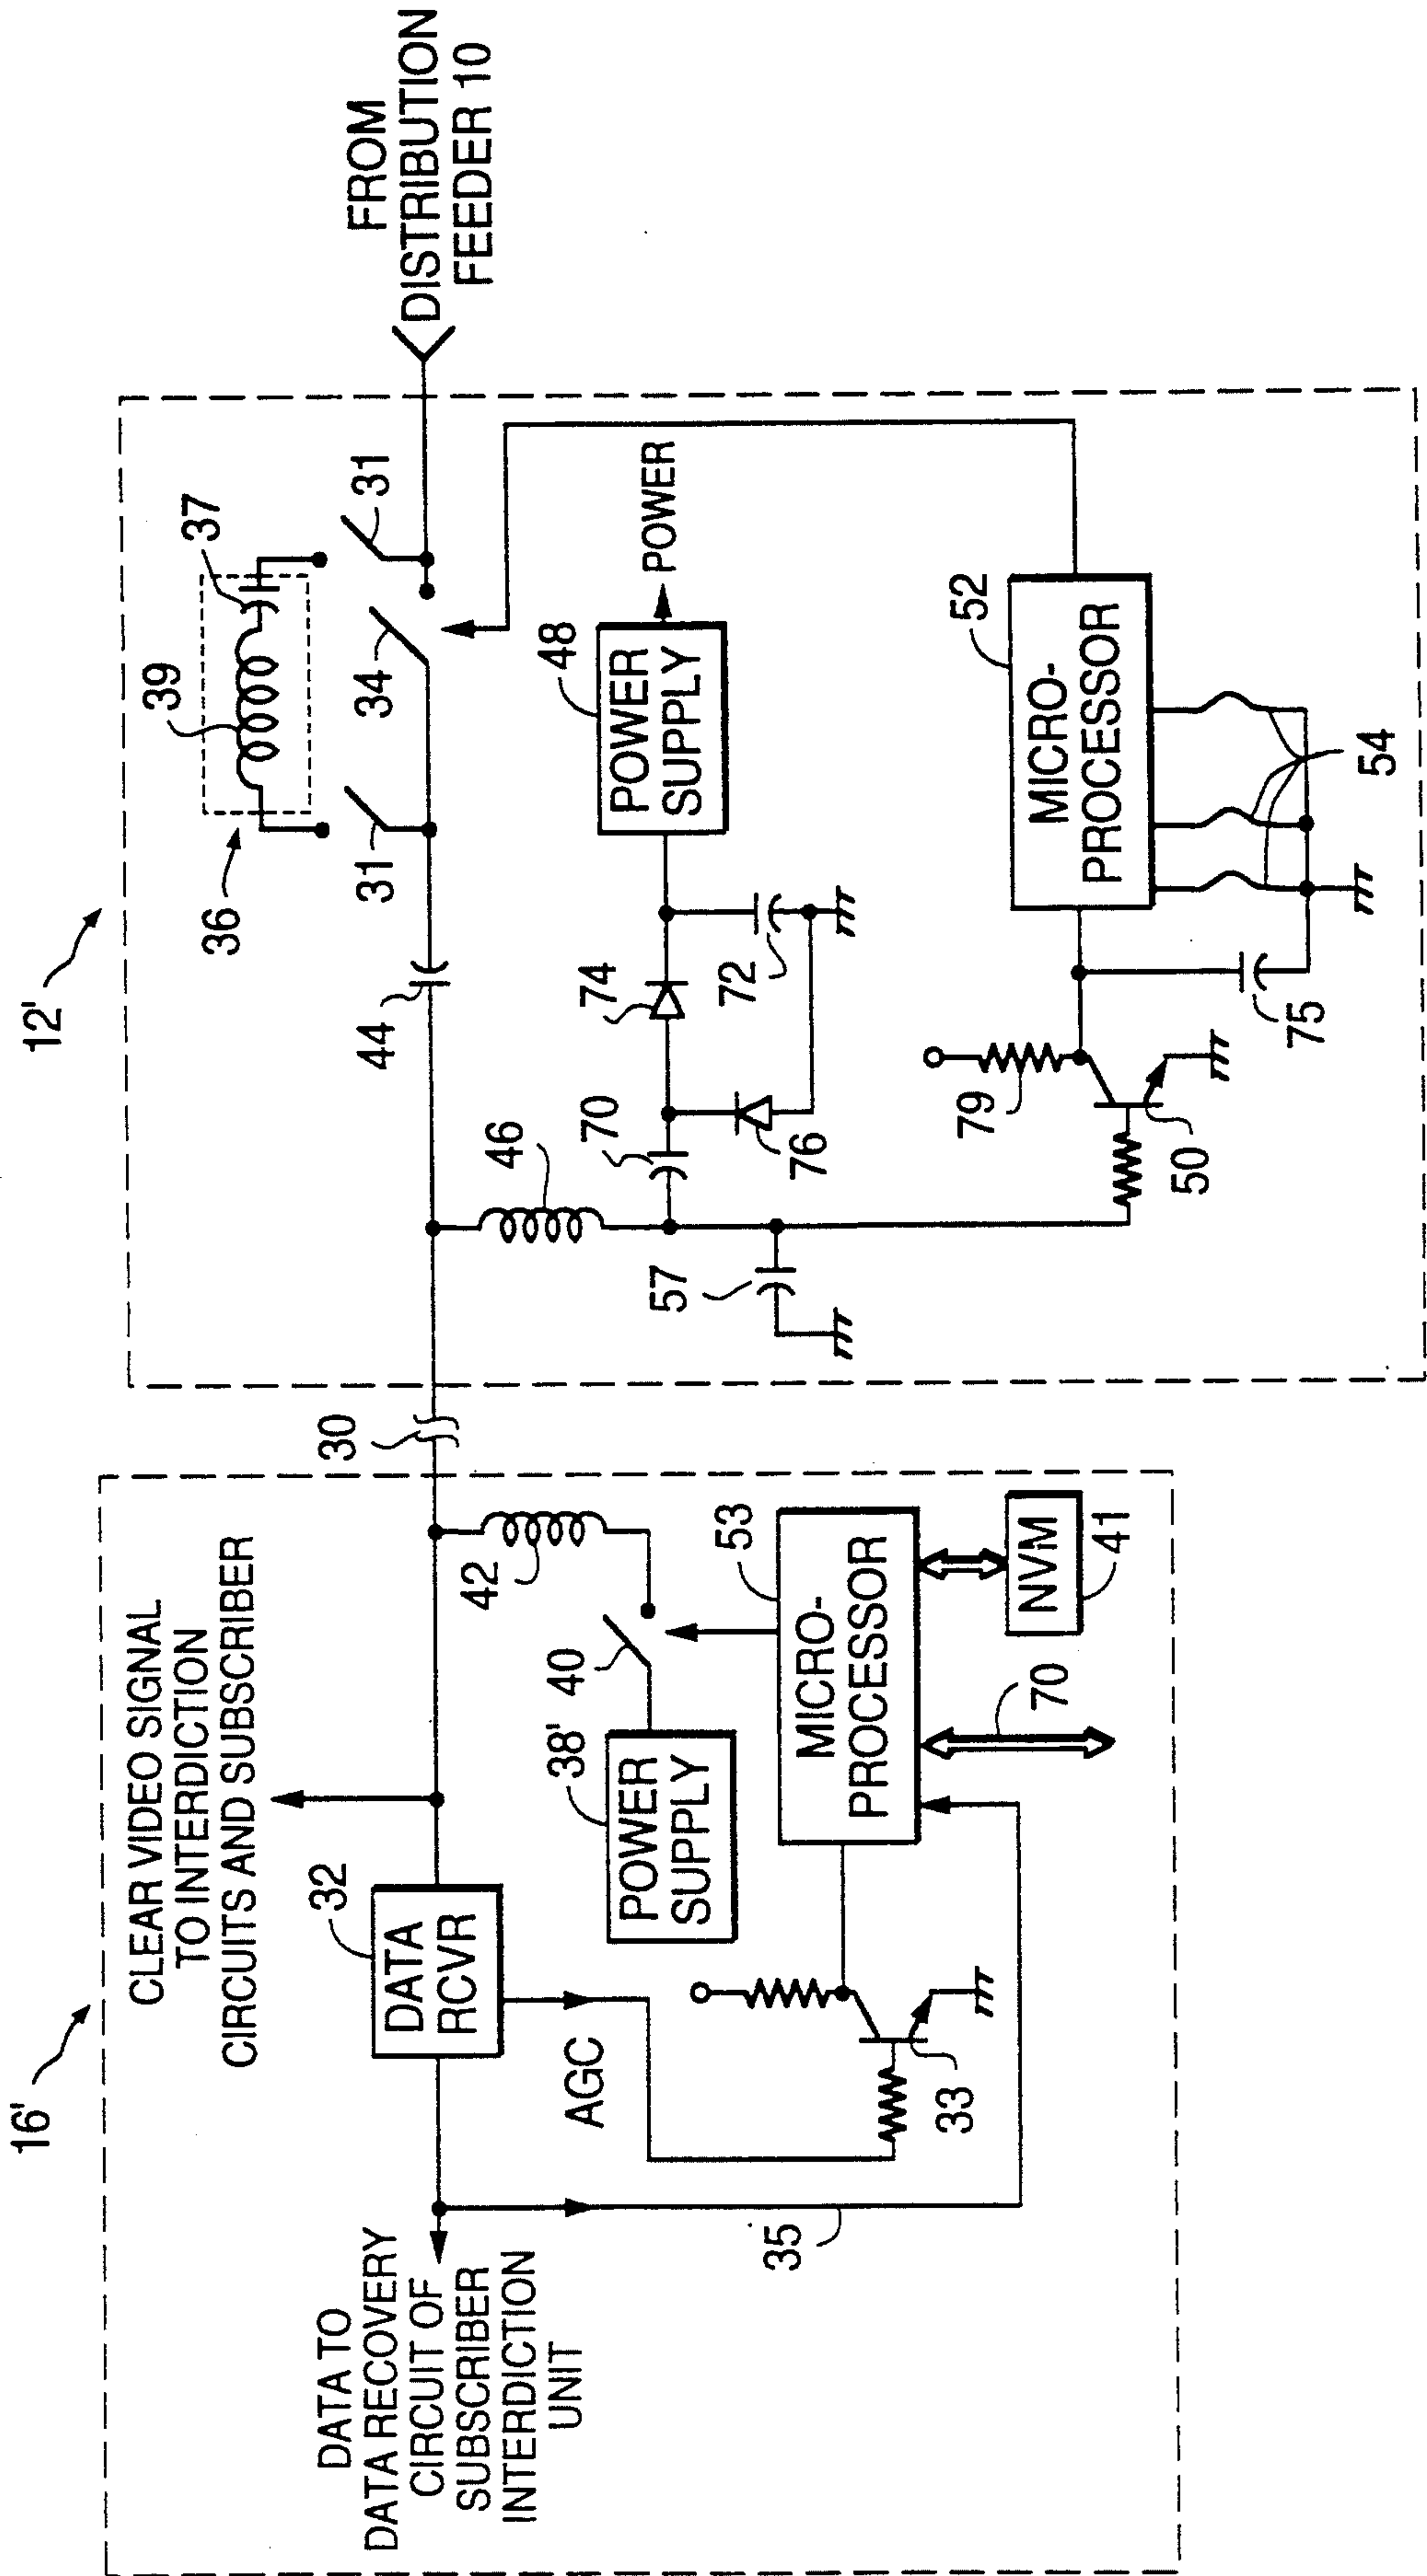 16'
12'
CLEAR VIDEO SIGNAL
TO INTERDICTION
CIRCUITS AND SUBSCRIBER
DATA TO
DATA RECOVERY
CIRCUIT OF
SUBSCRIBER
INTERDICTION
UNIT
32
DATA
RCVR
AGC
35
33
38'
POWER
SUPPLY
40
42
53
MICRO-
PROCESSOR
70
NVM
41
30
44
46
57
36
39
37
31
34
31
FROM
DISTRIBUTION
FEEDER 10
70
74
76
72
48
POWER
SUPPLY
POWER
79
50
75
52
MICRO-
PROCESSOR
54